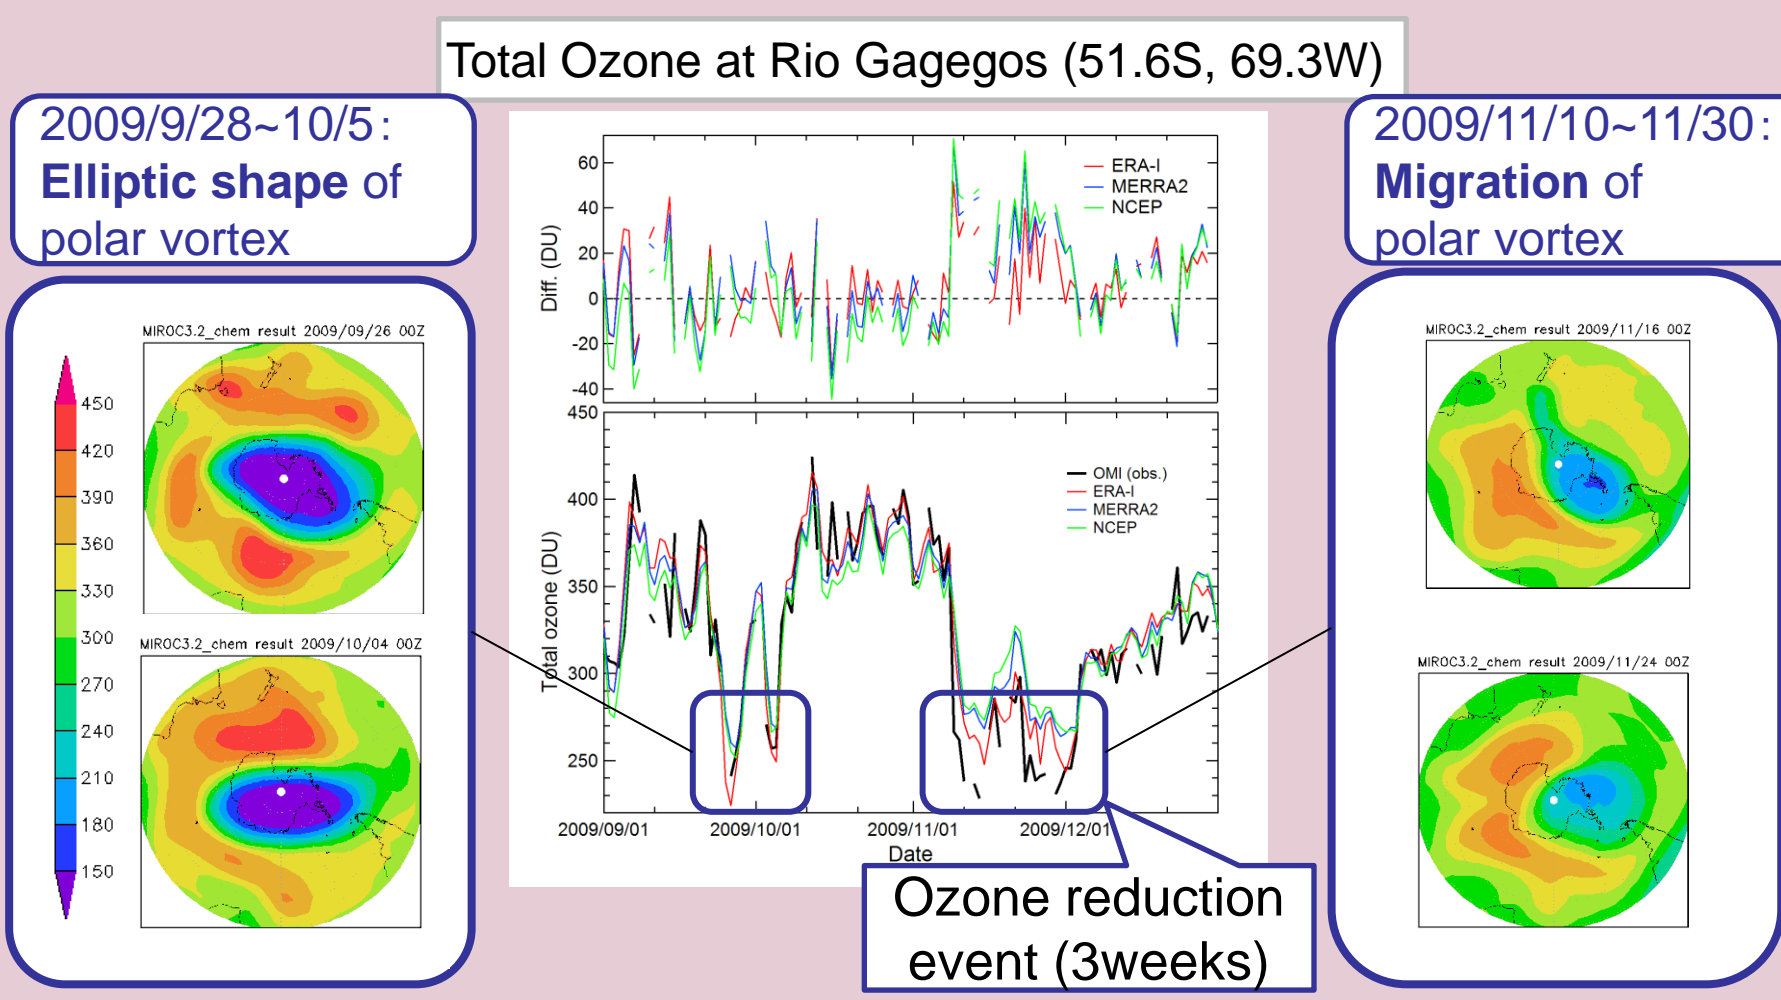 Total Ozone at Rio Gagegos (51.6S, 69.3W)
2009/9/28~10/5:
Elliptic shape of
polar vortex
MIROC3.2_chem result 2009/09/26 00Z
450
420
390
360
330
300
270
240
210
180
150
MIROC3.2_chem result 2009/10/04 00Z
Diff. (DU)
60
40
20
0
-20
-40
ERA-I
MERRA2
NCEP
Total ozone (DU)
450
400
350
300
250
OMI (obs.)
ERA-I
MERRA2
NCEP
2009/09/01
2009/10/01
2009/11/01
2009/12/01
Date
Ozone reduction
event (3weeks)
2009/11/10~11/30:
Migration of
polar vortex
MIROC3.2_chem result 2009/11/16 00Z
MIROC3.2_chem result 2009/11/24 00Z